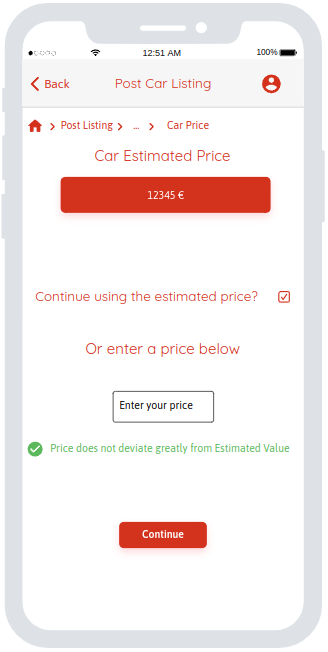 12:51 AM
100%
Back
Post Car Listing
Post Listing
...
Car Price
Car Estimated Price
12345 €
Continue using the estimated price?
Or enter a price below
Enter your price
Price does not deviate greatly from Estimated Value
Continue